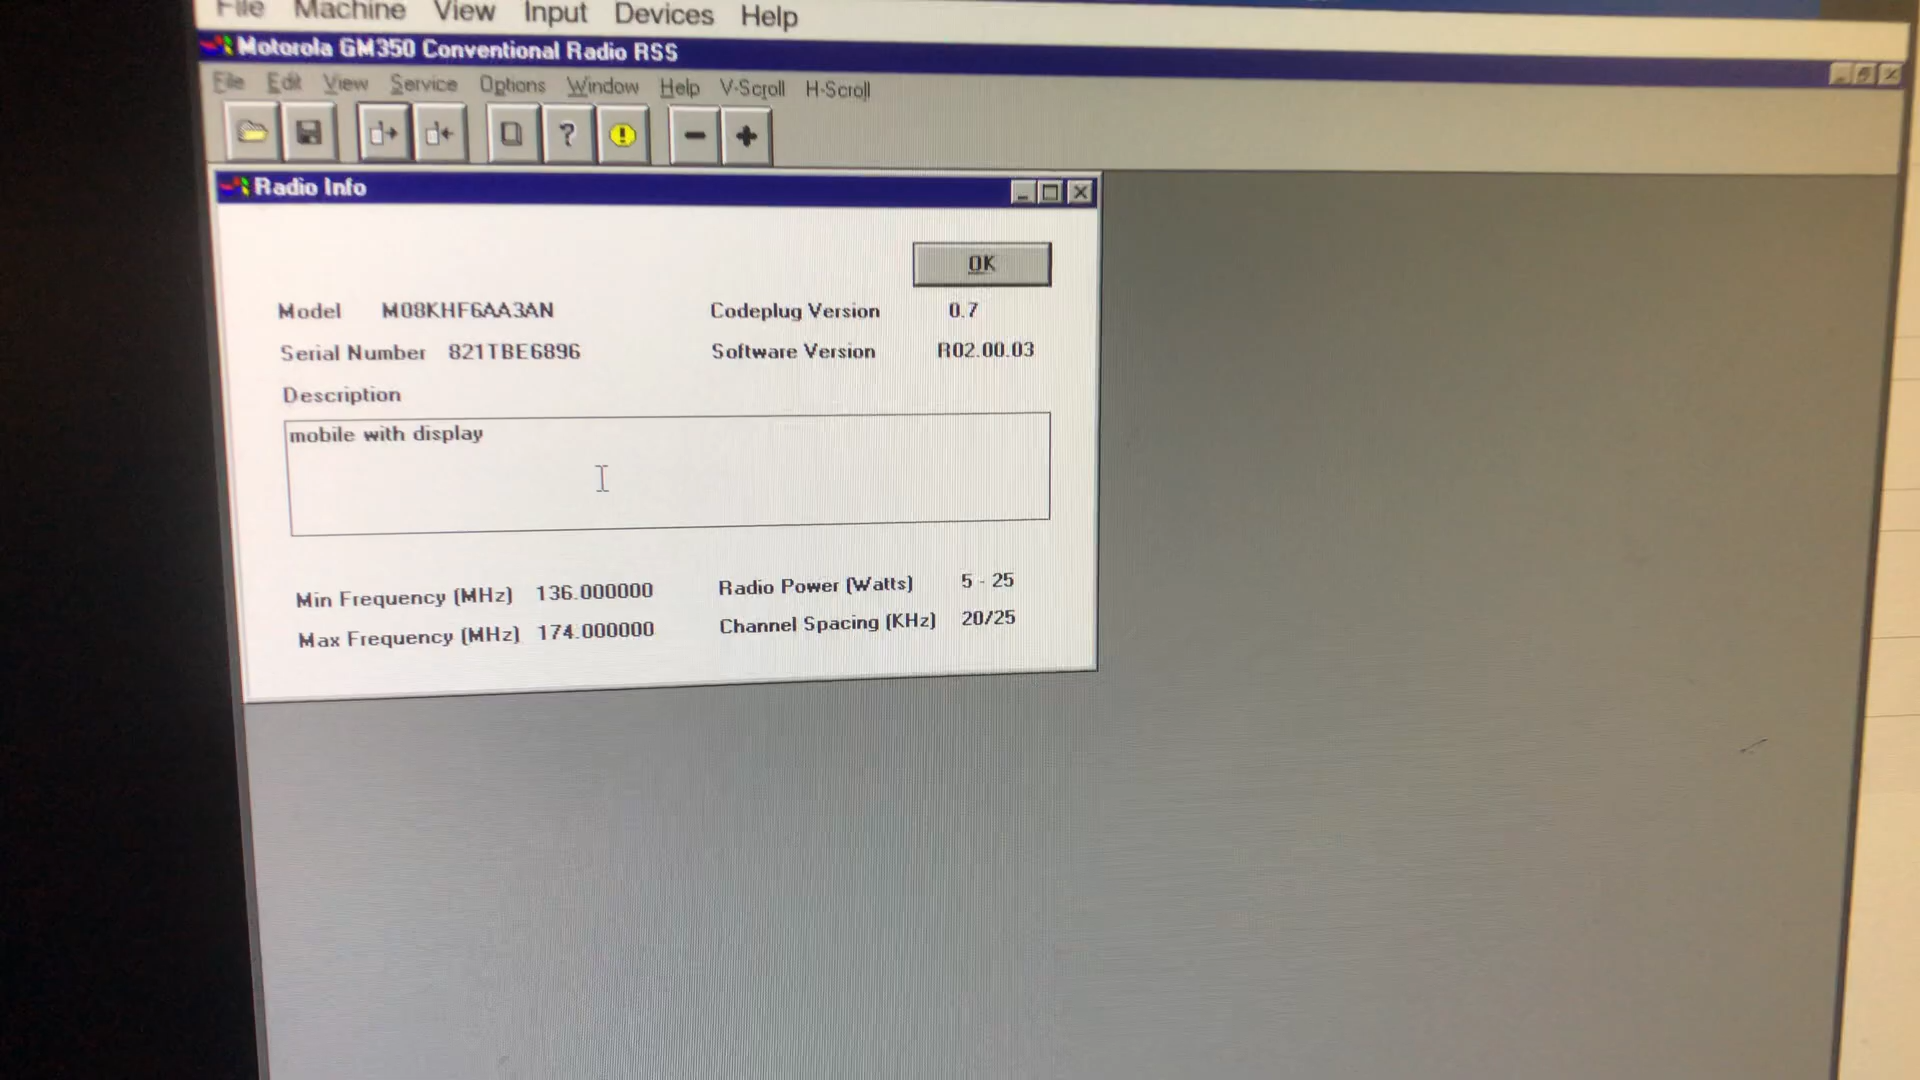 File Machine View Input Devices Help
Motorola GM350 Conventional Radio RSS
File Edit View Service Options Window Help V-Scroll H-Scroll
Radio Info
OK
Model M08KHF6AA3AN Codeplug Version 0.7
Serial Number 821TBE6896 Software Version R02.00.03
Description
mobile with display
Min Frequency (MHz) 136.000000 Radio Power (Watts) 5 - 25
Max Frequency (MHz) 174.000000 Channel Spacing (KHz) 20/25